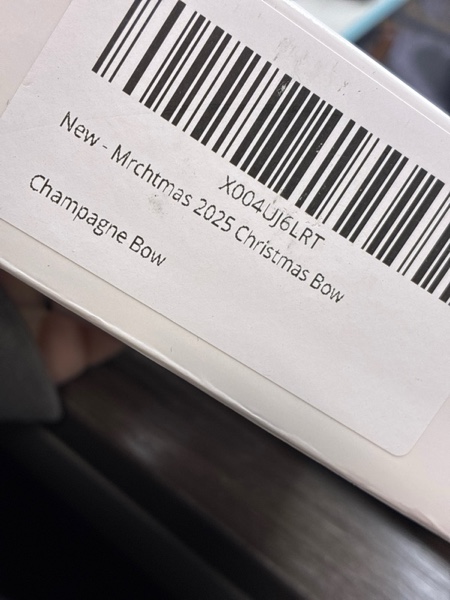 X004UJ6LRT
New - Mrchtmas 2025 Christmas Bow
Champagne Bow